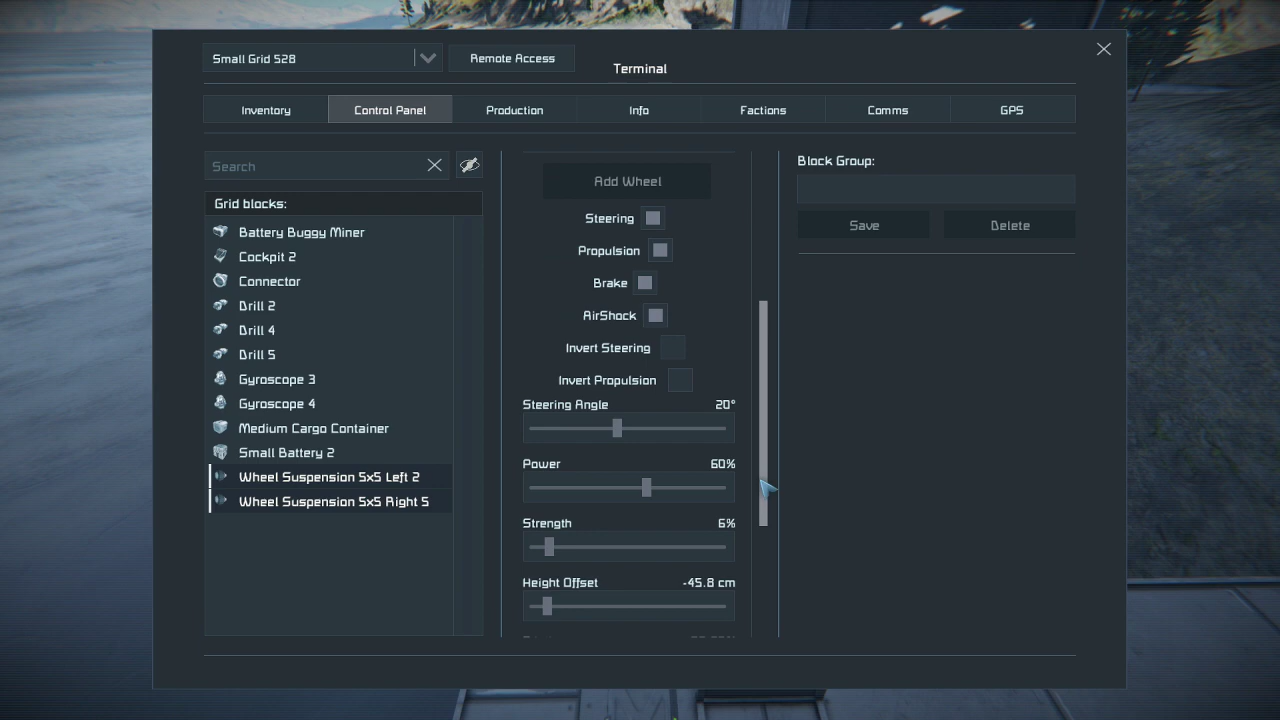 Small Grid 528
Remote Access
Terminal
Inventory
Control Panel
Production
Info
Factions
Comms
GPS
Search
Grid blocks:
Battery Buggy Miner
Cockpit 2
Connector
Drill 2
Drill 4
Drill 5
Gyroscope 3
Gyroscope 4
Medium Cargo Container
Small Battery 2
Wheel Suspension 5x5 Left 2
Wheel Suspension 5x5 Right 5
Add Wheel
Steering
Propulsion
Brake
AirShock
Invert Steering
Invert Propulsion
Steering Angle 20°
Power 60%
Strength 6%
Height Offset -45.8 cm
Block Group:
Save
Delete